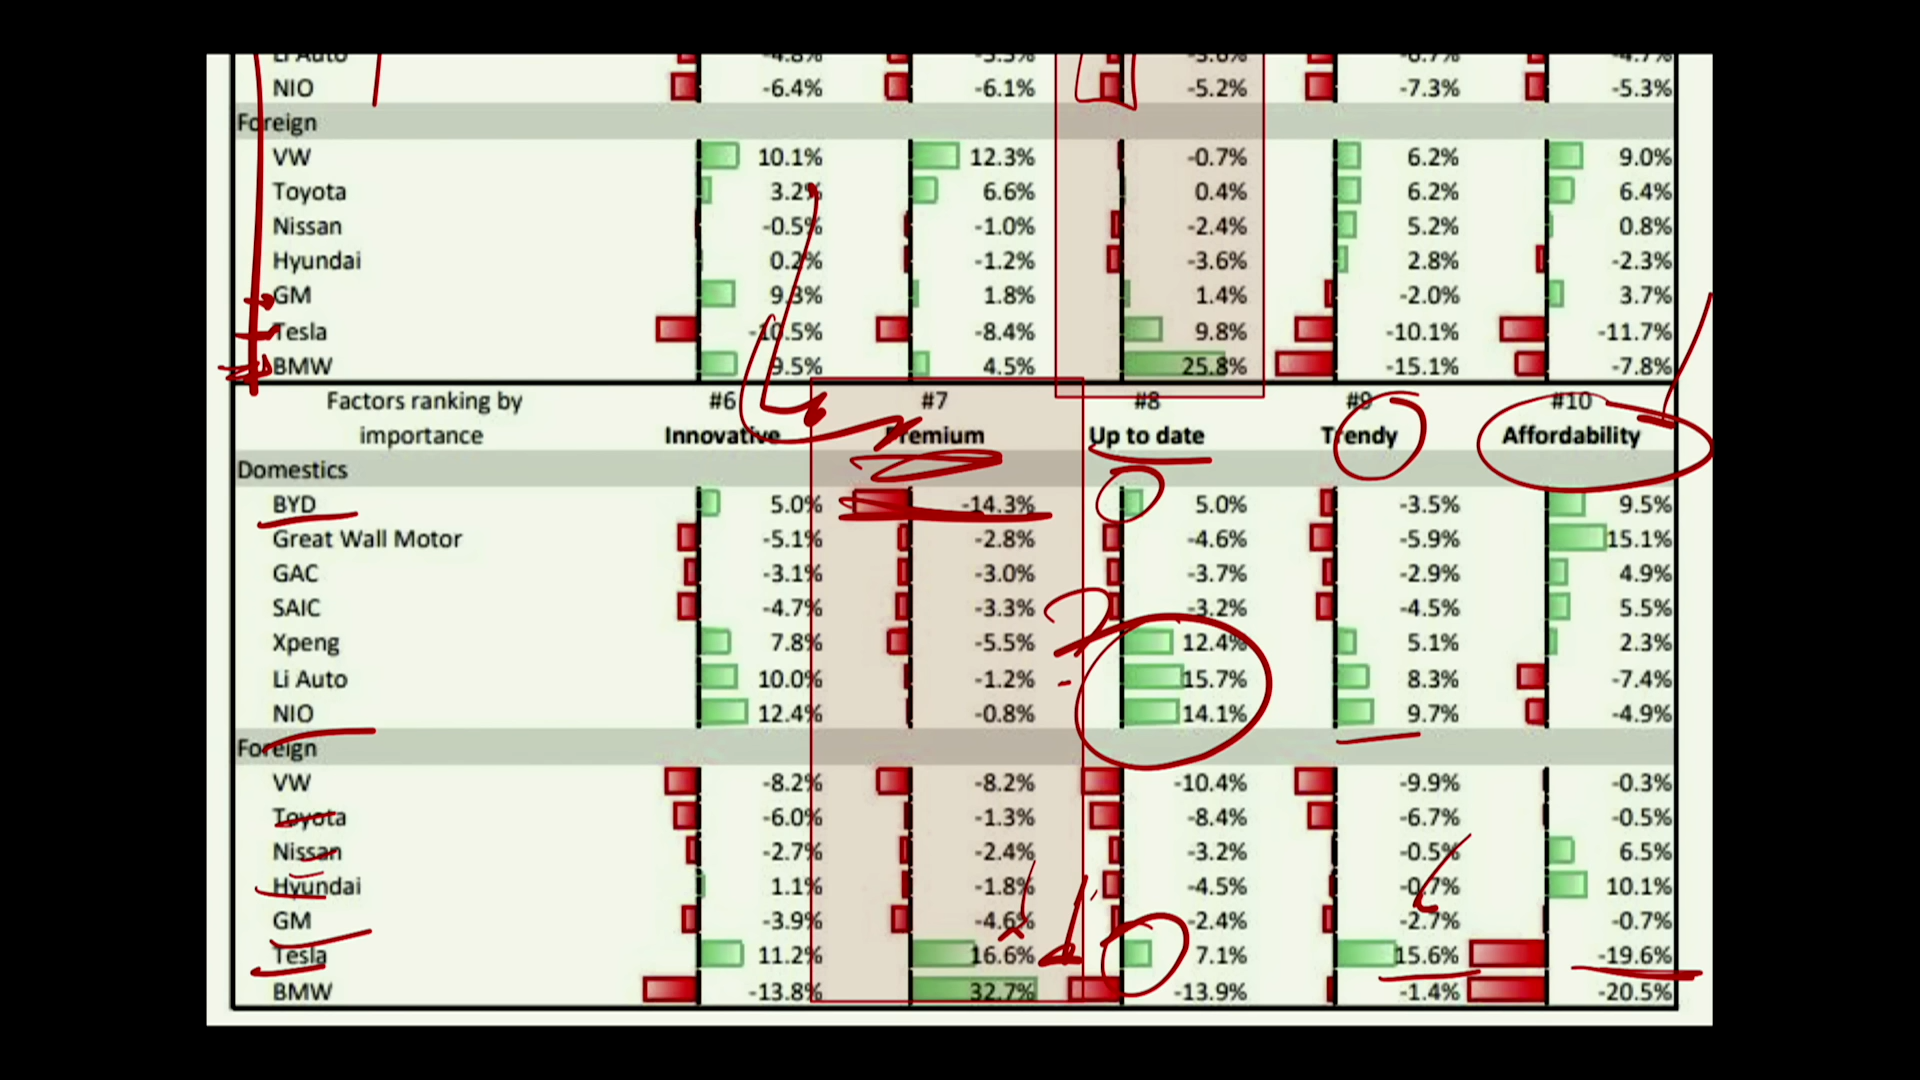 Li Auto -4.8% -5.5% -5.7%
NIO -6.4% -6.1% -5.2% -7.3% -5.3%
Foreign
VW 10.1% 12.3% -0.7% 6.2% 9.0%
Toyota 3.2% 6.6% 0.4% 6.2% 6.4%
Nissan -0.5% -1.0% -2.4% 5.2% 0.8%
Hyundai 0.2% -1.2% -3.6% 2.8% -2.3%
GM 9.3% 1.8% 1.4% -2.0% 3.7%
Tesla -10.5% -8.4% 9.8% -10.1% -11.7%
BMW 9.5% 4.5% 25.8% -15.1% -7.8%
Factors ranking by #6 #7 #8 #9 #10
importance Innovative Premium Up to date Trendy Affordability
Domestics
BYD 5.0% -14.3% 5.0% -3.5% 9.5%
Great Wall Motor -5.1% -2.8% -4.6% -5.9% 15.1%
GAC -3.1% -3.0% -3.7% -2.9% 4.9%
SAIC -4.7% -3.3% -3.2% -4.5% 5.5%
Xpeng 7.8% -5.5% 12.4% 5.1% 2.3%
Li Auto 10.0% -1.2% 15.7% 8.3% -7.4%
NIO 12.4% -0.8% 14.1% 9.7% -4.9%
Foreign
VW -8.2% -8.2% -10.4% -9.9% -0.3%
Toyota -6.0% -1.3% -8.4% -6.7% -0.5%
Nissan -2.7% -2.4% -3.2% -0.5% 6.5%
Hyundai 1.1% -1.8% -4.5% -0.7% 10.1%
GM -3.9% -4.6% -2.4% -2.7% -0.7%
Tesla 11.2% 16.6% 7.1% 15.6% -19.6%
BMW -13.8% 32.7% -13.9% -1.4% -20.5%